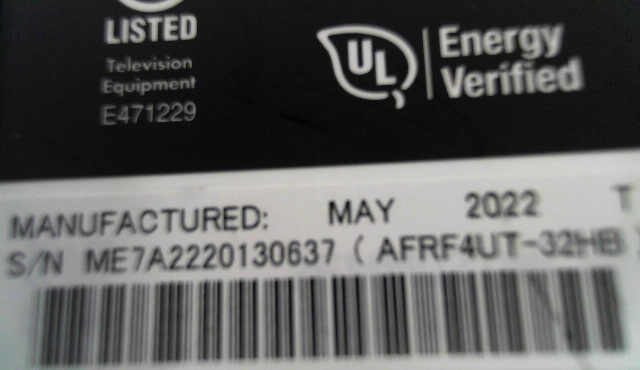 LISTED
Television
Equipment
E471229
UL
Energy
Verified
MANUFACTURED: MAY 2022 T
S/N ME7A2220130637 ( AFRF4UT-32HB )